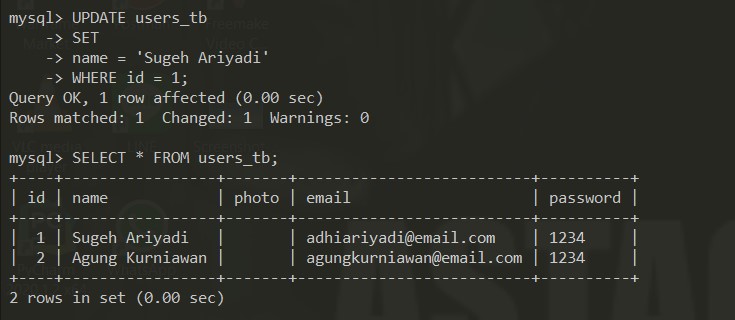 mysql> UPDATE users_tb
    -> SET
    -> name = 'Sugeh Ariyadi'
    -> WHERE id = 1;
Query OK, 1 row affected (0.00 sec)
Rows matched: 1  Changed: 1  Warnings: 0

mysql> SELECT * FROM users_tb;
+----+-----------------+-------+--------------------------+----------+
| id | name            | photo | email                    | password |
+----+-----------------+-------+--------------------------+----------+
|  1 | Sugeh Ariyadi   |       | adhiariyadi@email.com    | 1234     |
|  2 | Agung Kurniawan |       | agungkurniawan@email.com | 1234     |
+----+-----------------+-------+--------------------------+----------+
2 rows in set (0.00 sec)